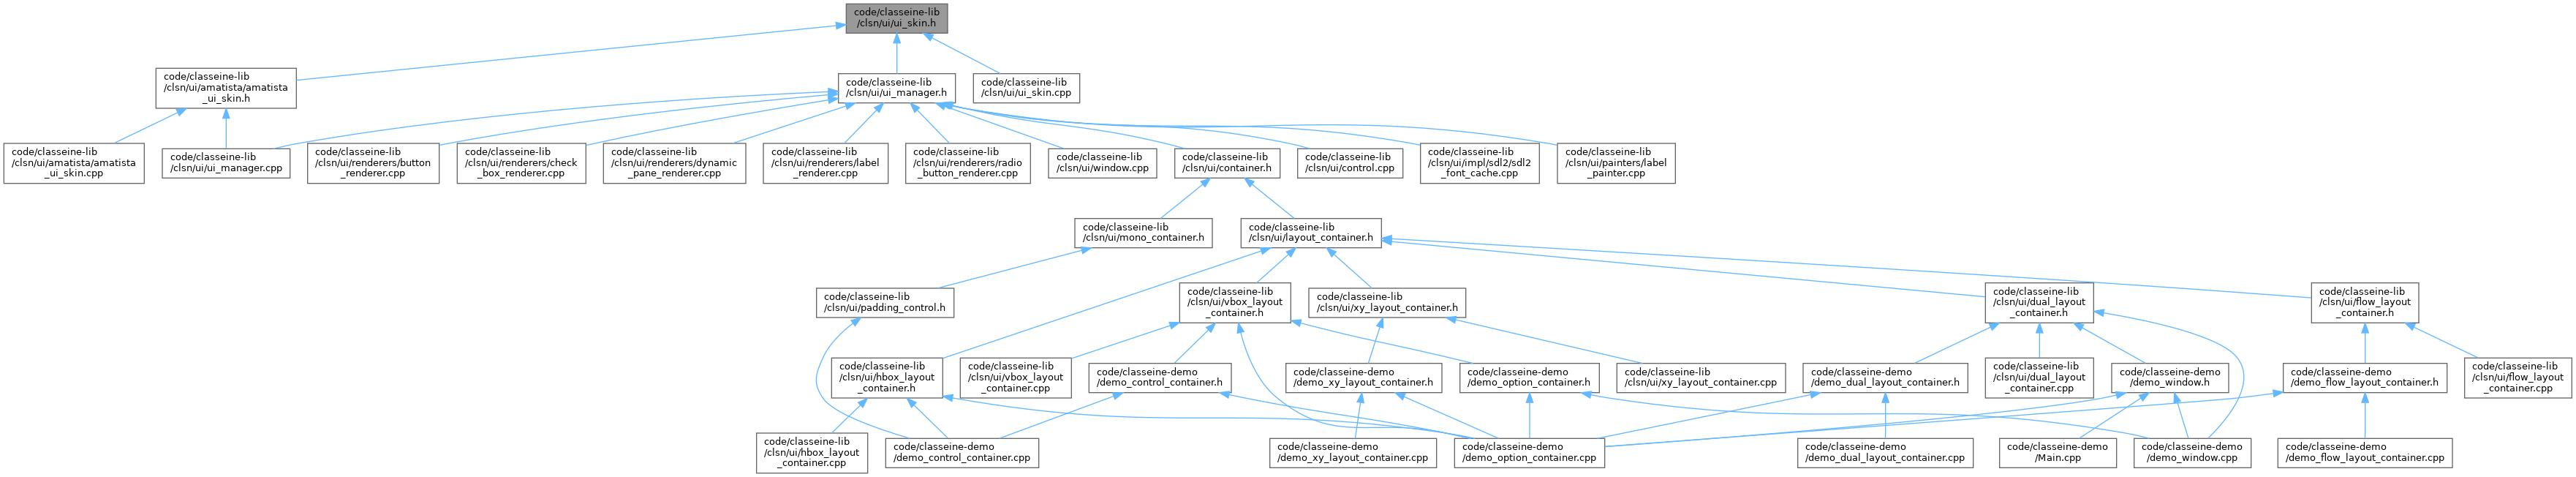 code/classeine-lib
/clsn/ui/ui_skin.h
code/classeine-lib
/clsn/ui/amatista/amatista
_ui_skin.h
code/classeine-lib
/clsn/ui/ui_manager.h
code/classeine-lib
/clsn/ui/ui_skin.cpp
code/classeine-lib
/clsn/ui/amatista/amatista
_ui_skin.cpp
code/classeine-lib
/clsn/ui/ui_manager.cpp
code/classeine-lib
/clsn/ui/renderers/button
_renderer.cpp
code/classeine-lib
/clsn/ui/renderers/check
_box_renderer.cpp
code/classeine-lib
/clsn/ui/renderers/dynamic
_pane_renderer.cpp
code/classeine-lib
/clsn/ui/renderers/label
_renderer.cpp
code/classeine-lib
/clsn/ui/renderers/radio
_button_renderer.cpp
code/classeine-lib
/clsn/ui/window.cpp
code/classeine-lib
/clsn/ui/container.h
code/classeine-lib
/clsn/ui/control.cpp
code/classeine-lib
/clsn/ui/impl/sdl2/sdl2
_font_cache.cpp
code/classeine-lib
/clsn/ui/painters/label
_painter.cpp
code/classeine-lib
/clsn/ui/mono_container.h
code/classeine-lib
/clsn/ui/layout_container.h
code/classeine-lib
/clsn/ui/padding_control.h
code/classeine-lib
/clsn/ui/vbox_layout
_container.h
code/classeine-lib
/clsn/ui/xy_layout_container.h
code/classeine-lib
/clsn/ui/dual_layout
_container.h
code/classeine-lib
/clsn/ui/flow_layout
_container.h
code/classeine-lib
/clsn/ui/hbox_layout
_container.h
code/classeine-lib
/clsn/ui/vbox_layout
_container.cpp
code/classeine-demo
/demo_control_container.h
code/classeine-demo
/demo_xy_layout_container.h
code/classeine-demo
/demo_option_container.h
code/classeine-lib
/clsn/ui/xy_layout_container.cpp
code/classeine-demo
/demo_dual_layout_container.h
code/classeine-lib
/clsn/ui/dual_layout
_container.cpp
code/classeine-demo
/demo_window.h
code/classeine-demo
/demo_flow_layout_container.h
code/classeine-lib
/clsn/ui/flow_layout
_container.cpp
code/classeine-lib
/clsn/ui/hbox_layout
_container.cpp
code/classeine-demo
/demo_control_container.cpp
code/classeine-demo
/demo_xy_layout_container.cpp
code/classeine-demo
/demo_option_container.cpp
code/classeine-demo
/demo_dual_layout_container.cpp
code/classeine-demo
/Main.cpp
code/classeine-demo
/demo_window.cpp
code/classeine-demo
/demo_flow_layout_container.cpp